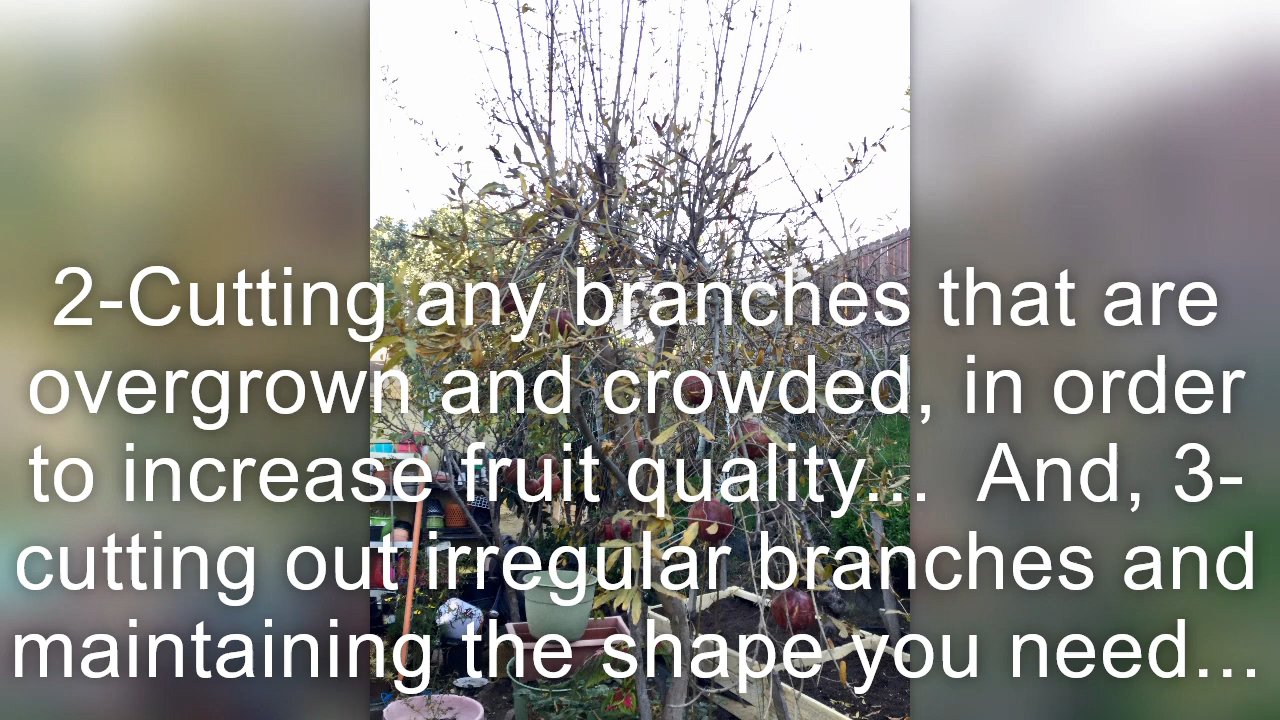 2-Cutting any branches that are
overgrown and crowded, in order
to increase fruit quality... And, 3-
cutting out irregular branches and
maintaining the shape you need...